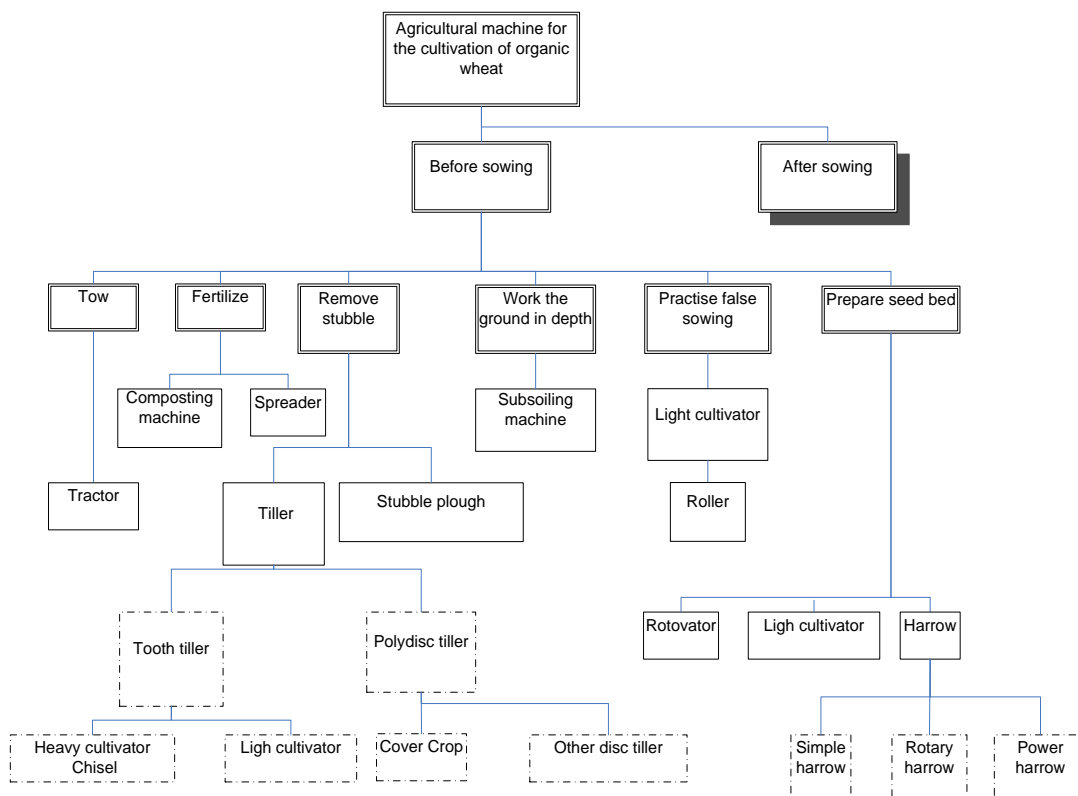 Agricultural machine for
the cultivation of organic
wheat
Before sowing
After sowing
Tow
Fertilize
Remove
stubble
Work the
ground in depth
Practise false
sowing
Prepare seed bed
Composting
machine
Spreader
Subsoiling
machine
Light cultivator
Tractor
Tiller
Stubble plough
Roller
Tooth tiller
Polydisc tiller
Rotovator
Ligh cultivator
Harrow
Heavy cultivator
Chisel
Ligh cultivator
Cover Crop
Other disc tiller
Simple
harrow
Rotary
harrow
Power
harrow